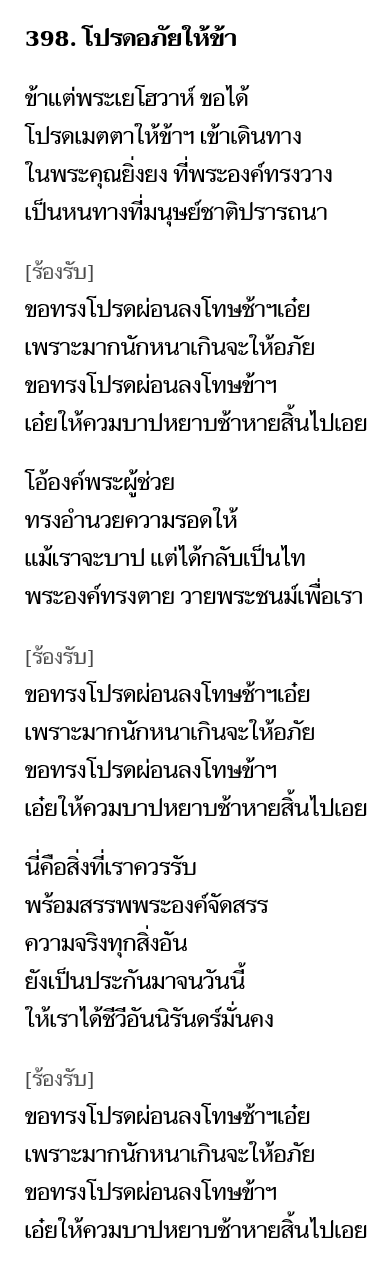 398. โปรดอภัยให้ข้า
ข้าแต่พระเยโฮวาห์ ขอได้
โปรดเมตตาให้ข้าฯ เข้าเดินทาง
ในพระคุณยิ่งยง ที่พระองค์ทรงวาง
เป็นหนทางที่มนุษย์ชาติปรารถนา
[ร้องรับ]
ขอทรงโปรดผ่อนลงโทษช้าฯเอ๋ย
เพราะมากนักหนาเกินจะให้อภัย
ขอทรงโปรดผ่อนลงโทษข้าฯ
เอ๋ยให้ความบาปหยาบช้าหายสิ้นไปเอย
โอ้องค์พระผู้ช่วย
ทรงอำนวยความรอดให้
แม้เราจะบาป แต่ได้กลับเป็นไท
พระองค์ทรงตาย วายพระชนม์เพื่อเรา
[ร้องรับ]
ขอทรงโปรดผ่อนลงโทษช้าฯเอ๋ย
เพราะมากนักหนาเกินจะให้อภัย
ขอทรงโปรดผ่อนลงโทษข้าฯ
เอ๋ยให้ควมบาปหยาบช้าหายสิ้นไปเอย
นี่คือสิ่งที่เราควรรับ
พร้อมสรรพพระองค์จัดสรร
ความจริงทุกสิ่งอัน
ยังเป็นประกันมาจนวันนี้
ให้เราได้ชีวีอันนิรันดร์มั่นคง
[ร้องรับ]
ขอทรงโปรดผ่อนลงโทษช้าฯเอ๋ย
เพราะมากนักหนาเกินจะให้อภัย
ขอทรงโปรดผ่อนลงโทษข้าฯ
เอ๋ยให้ควมบาปหยาบช้าหายสิ้นไปเอย